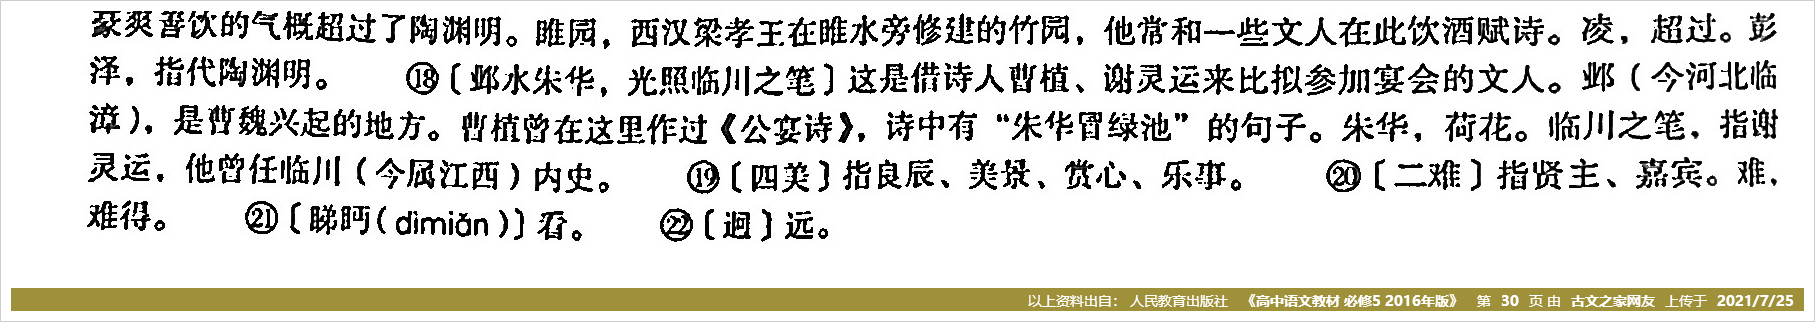 豪爽善饮的气概超过了陶渊明。睢园，西汉梁孝王在睢水旁修建的竹园，他常和一些文人在此饮酒赋诗。凌，超过。彭
泽，指代陶渊明。 ⑱〔邺水朱华，光照临川之笔〕这是借诗人曹植、谢灵运来比拟参加宴会的文人。邺（今河北临
漳），是曹魏兴起的地方。曹植曾在这里作过《公宴诗》，诗中有“朱华冒绿池”的句子。朱华，荷花。临川之笔，指谢
灵运，他曾任临川（今属江西）内史。 ⑲〔四美〕指良辰、美景、赏心、乐事。 ⑳〔二难〕指贤主、嘉宾。难，
难得。 ㉑〔睇眄（dìmiǎn）〕看。 ㉒〔迥〕远。
以上资料出自： 人民教育出版社 《高中语文教材 必修5 2016年版》 第 30 页 由 古文之家网友 上传于 2021/7/25